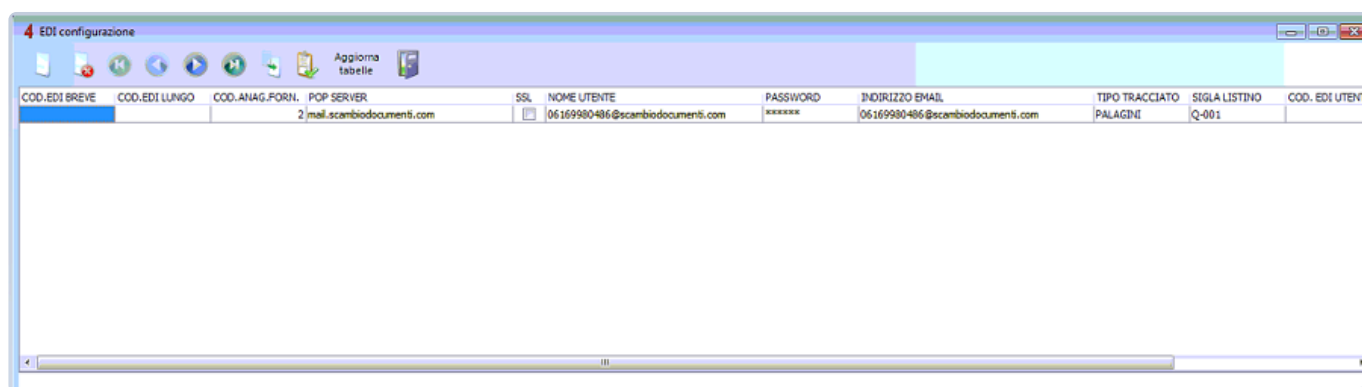 4 EDI configurazione
Aggiorna
tabelle
COD.EDI BREVE COD.EDI LUNGO COD.ANAG.FORN. POP SERVER SSL NOME UTENTE PASSWORD INDIRIZZO EMAIL TIPO TRACCIATO SIGLA LISTINO COD. EDI UTENT
2 mail.scambiodocumenti.com 06169980486@scambiodocumenti.com ****** 06169980486@scambiodocumenti.com PALAGINI Q-001